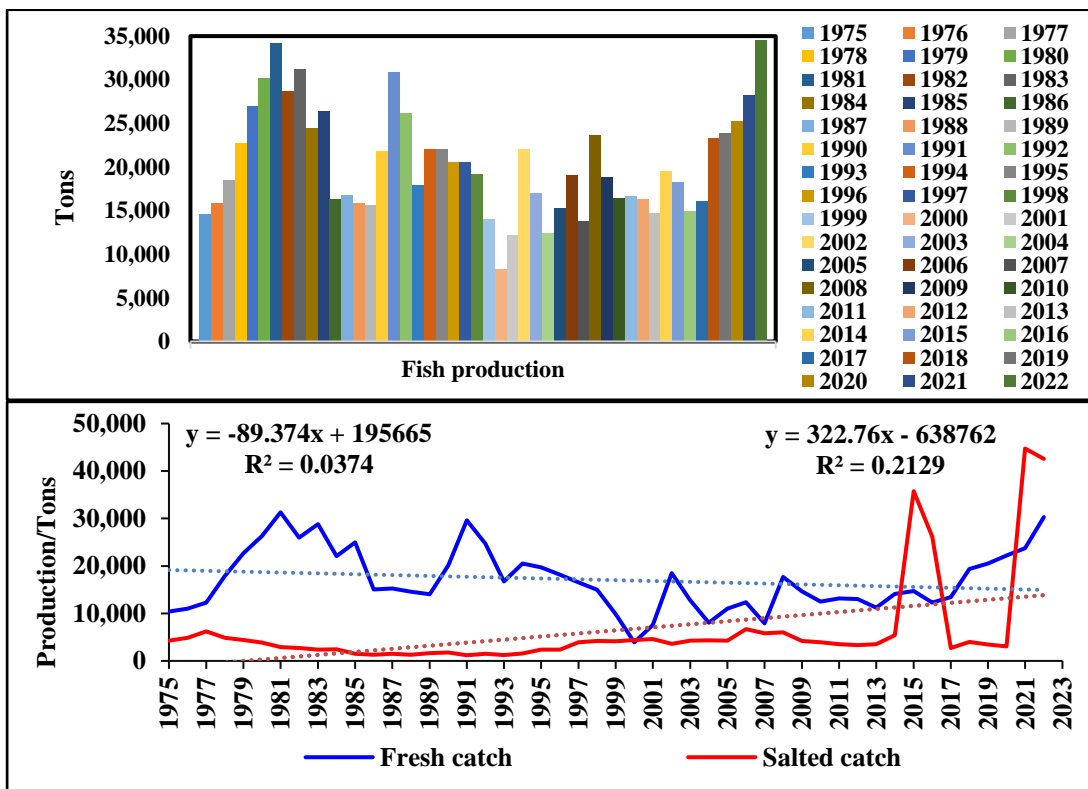 35,000
30,000
25,000
20,000
15,000
10,000
5,000
0
Tons
Fish production
1975 1976 1977
1978 1979 1980
1981 1982 1983
1984 1985 1986
1987 1988 1989
1990 1991 1992
1993 1994 1995
1996 1997 1998
1999 2000 2001
2002 2003 2004
2005 2006 2007
2008 2009 2010
2011 2012 2013
2014 2015 2016
2017 2018 2019
2020 2021 2022
50,000
40,000
30,000
20,000
10,000
0
Production/Tons
y = -89.374x + 195665
R² = 0.0374
y = 322.76x - 638762
R² = 0.2129
1975
1977
1979
1981
1983
1985
1987
1989
1991
1993
1995
1997
1999
2001
2003
2005
2007
2009
2011
2013
2015
2017
2019
2021
2023
Fresh catch
Salted catch